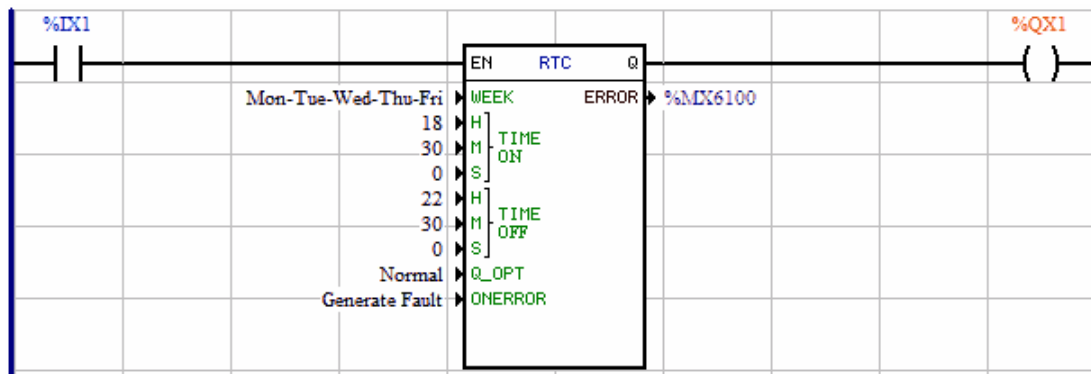 %IX1 %QX1
EN RTC Q
Mon-Tue-Wed-Thu-Fri WEEK ERROR %MX6100
18 H
30 M TIME ON
0 S
22 H
30 M TIME OFF
0 S
Normal Q_OPT
Generate Fault ONERROR